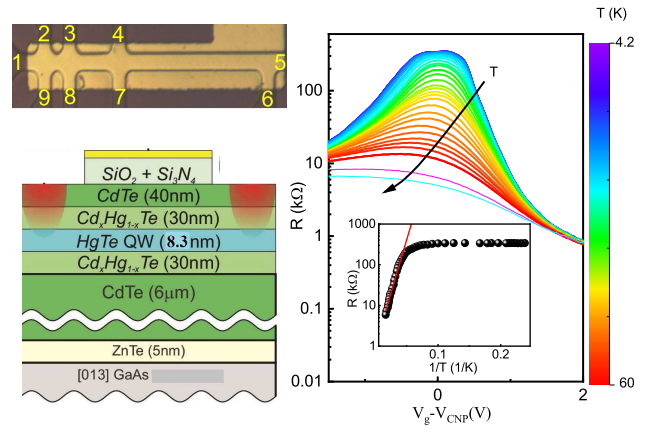 2 3 4
1 5
9 8 7 6
SiO2 + Si3N4
CdTe (40nm)
CdxHg1-xTe (30nm)
HgTe QW (8.3nm)
CdxHg1-xTe (30nm)
CdTe (6μm)
ZnTe (5nm)
[013] GaAs
R (kΩ)
100
10
1
0.1
0.01
0 2
Vg-VCNP(V)
T
R (kΩ)
1000
100
10
1
0.1 0.2
1/T (1/K)
T (K)
4.2
60